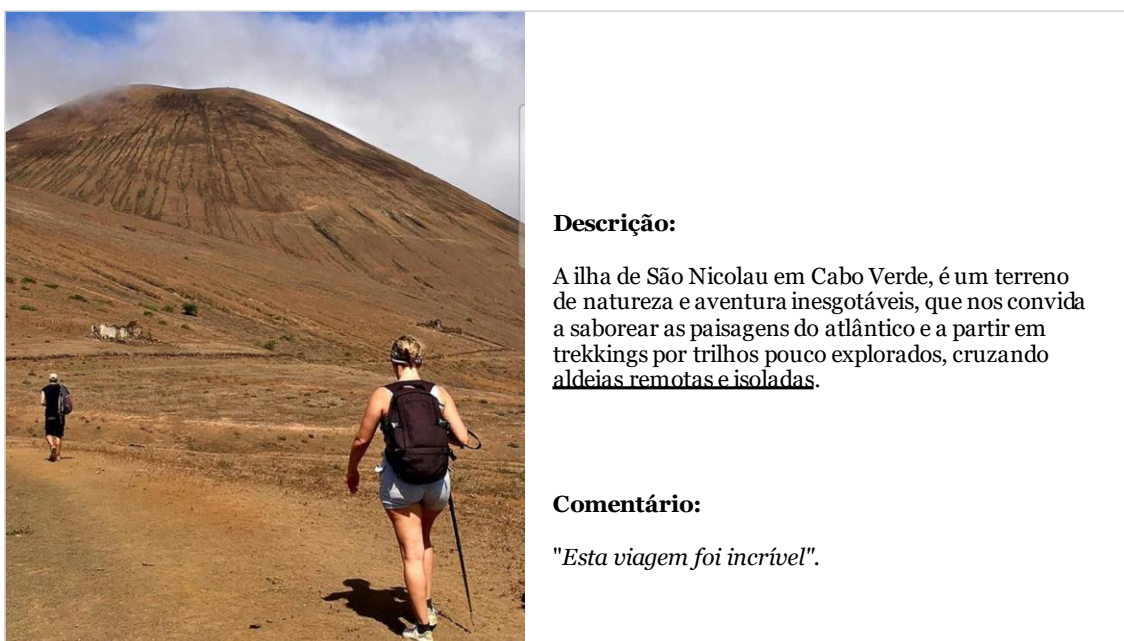 Descrição:
A ilha de São Nicolau em Cabo Verde, é um terreno
de natureza e aventura inesgotáveis, que nos convida
a saborear as paisagens do atlântico e a partir em
trekkings por trilhos pouco explorados, cruzando
aldeias remotas e isoladas.
Comentário:
"Esta viagem foi incrível".